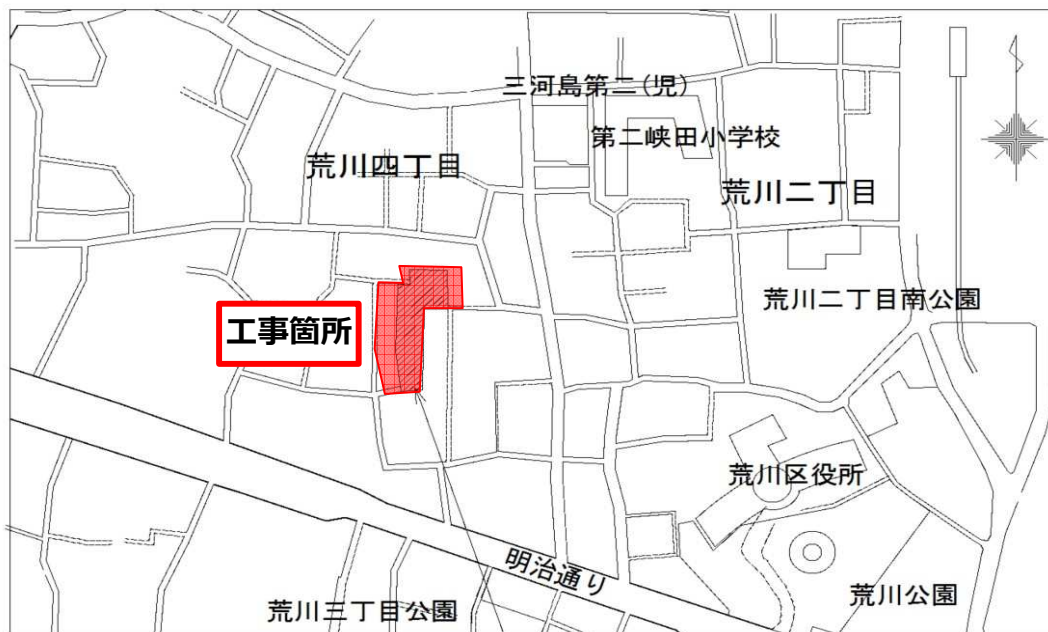 三河島第二(児)
第二峡田小学校
荒川四丁目
荒川二丁目
荒川二丁目南公園
工事箇所
荒川区役所
明治通り
荒川三丁目公園
荒川公園